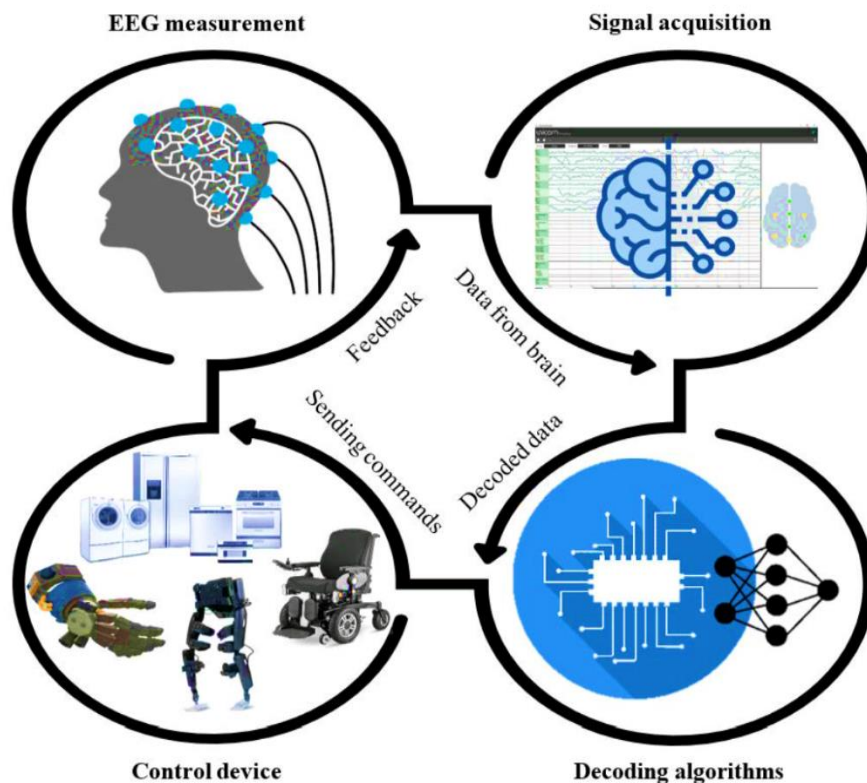 EEG measurement
Signal acquisition
Feedback
Data from brain
Sending commands
Decoded data
Control device
Decoding algorithms